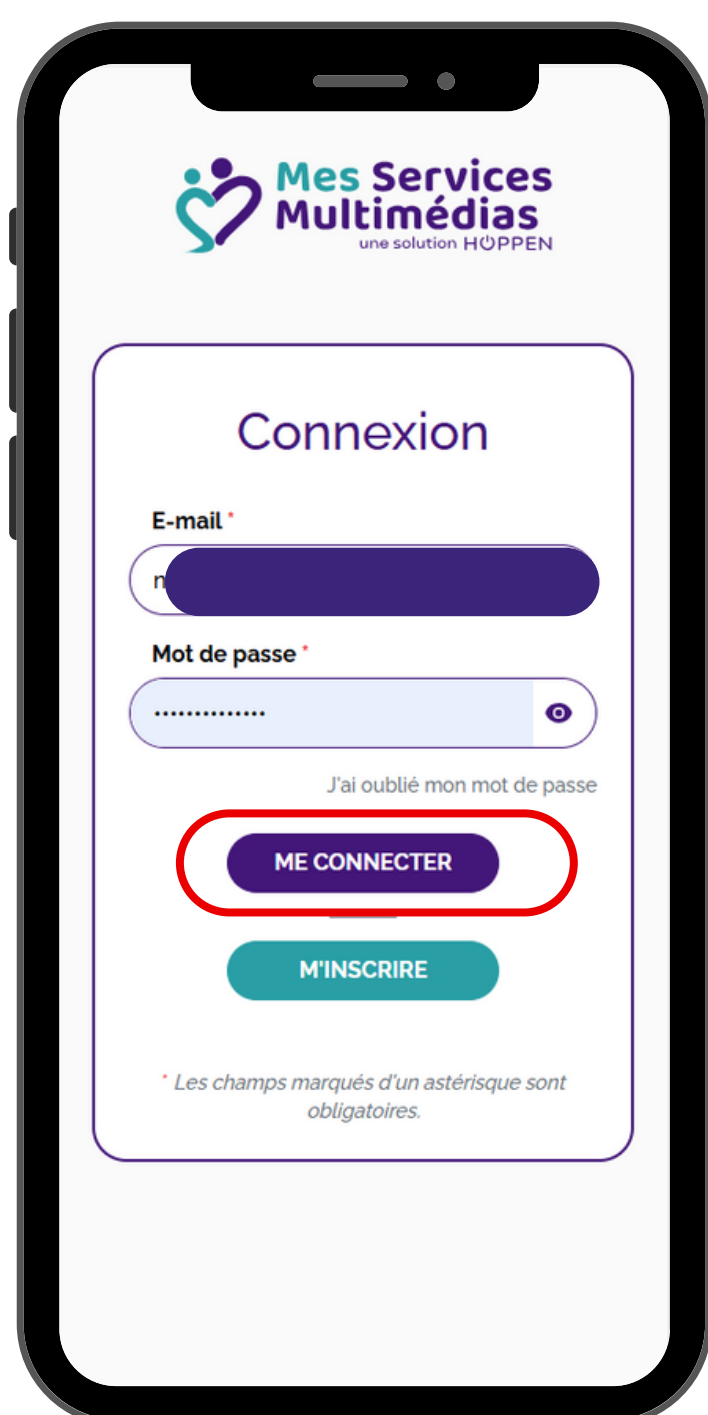 Mes Services
Multimédias
une solution HOPPEN
Connexion
E-mail *
Mot de passe *
••••••••••••••
J'ai oublié mon mot de passe
ME CONNECTER
M'INSCRIRE
* Les champs marqués d'un astérisque sont
obligatoires.